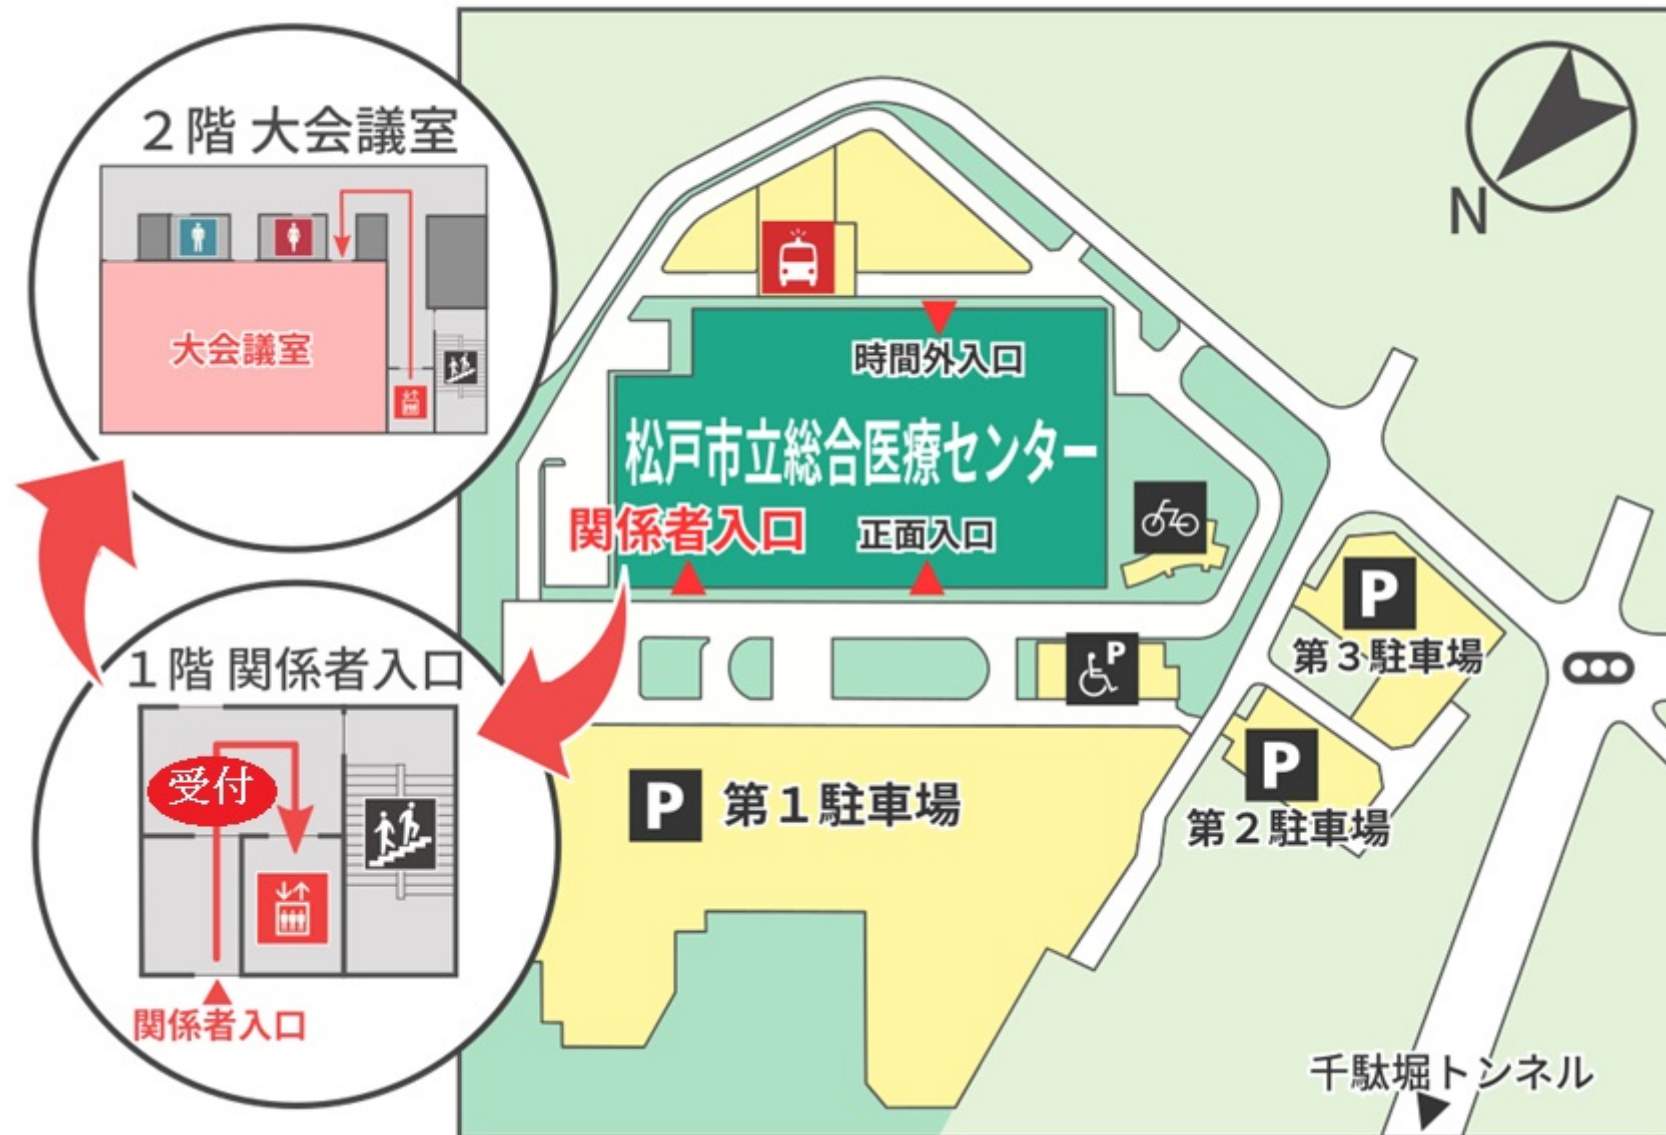 ２階 大会議室
大会議室
１階 関係者入口
受付
関係者入口
N
時間外入口
松戸市立総合医療センター
関係者入口
正面入口
P
P
第３駐車場
P
第２駐車場
P 第１駐車場
千駄堀トンネル